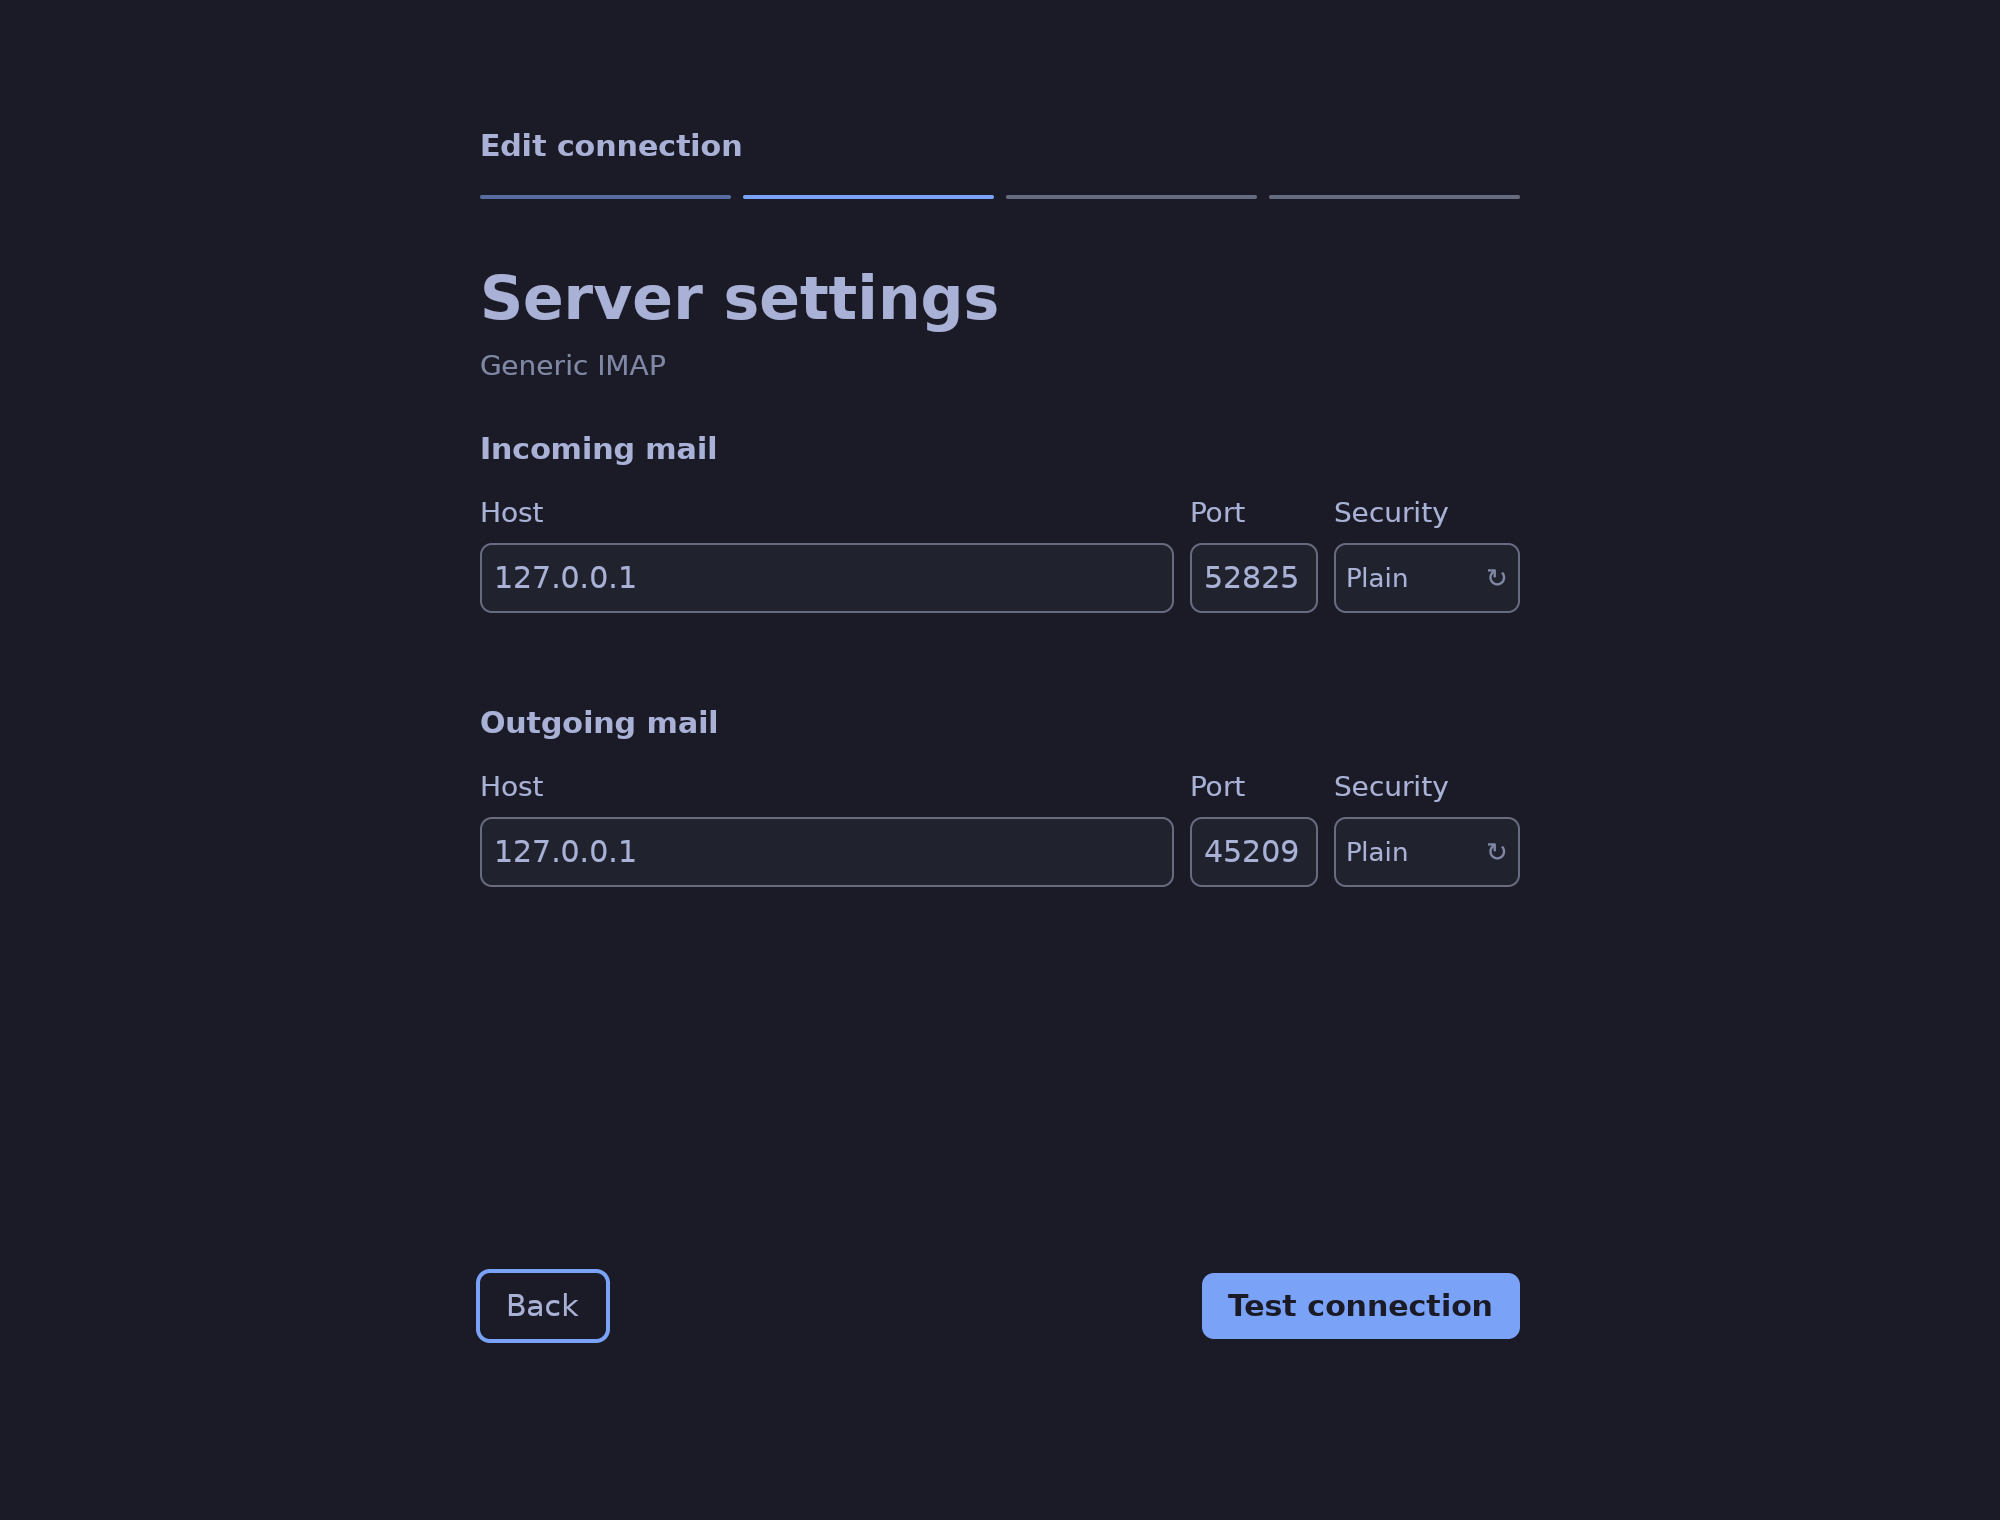 Edit connection
Server settings
Generic IMAP
Incoming mail
Host Port Security
127.0.0.1 52825 Plain ↻
Outgoing mail
Host Port Security
127.0.0.1 45209 Plain ↻
Back Test connection